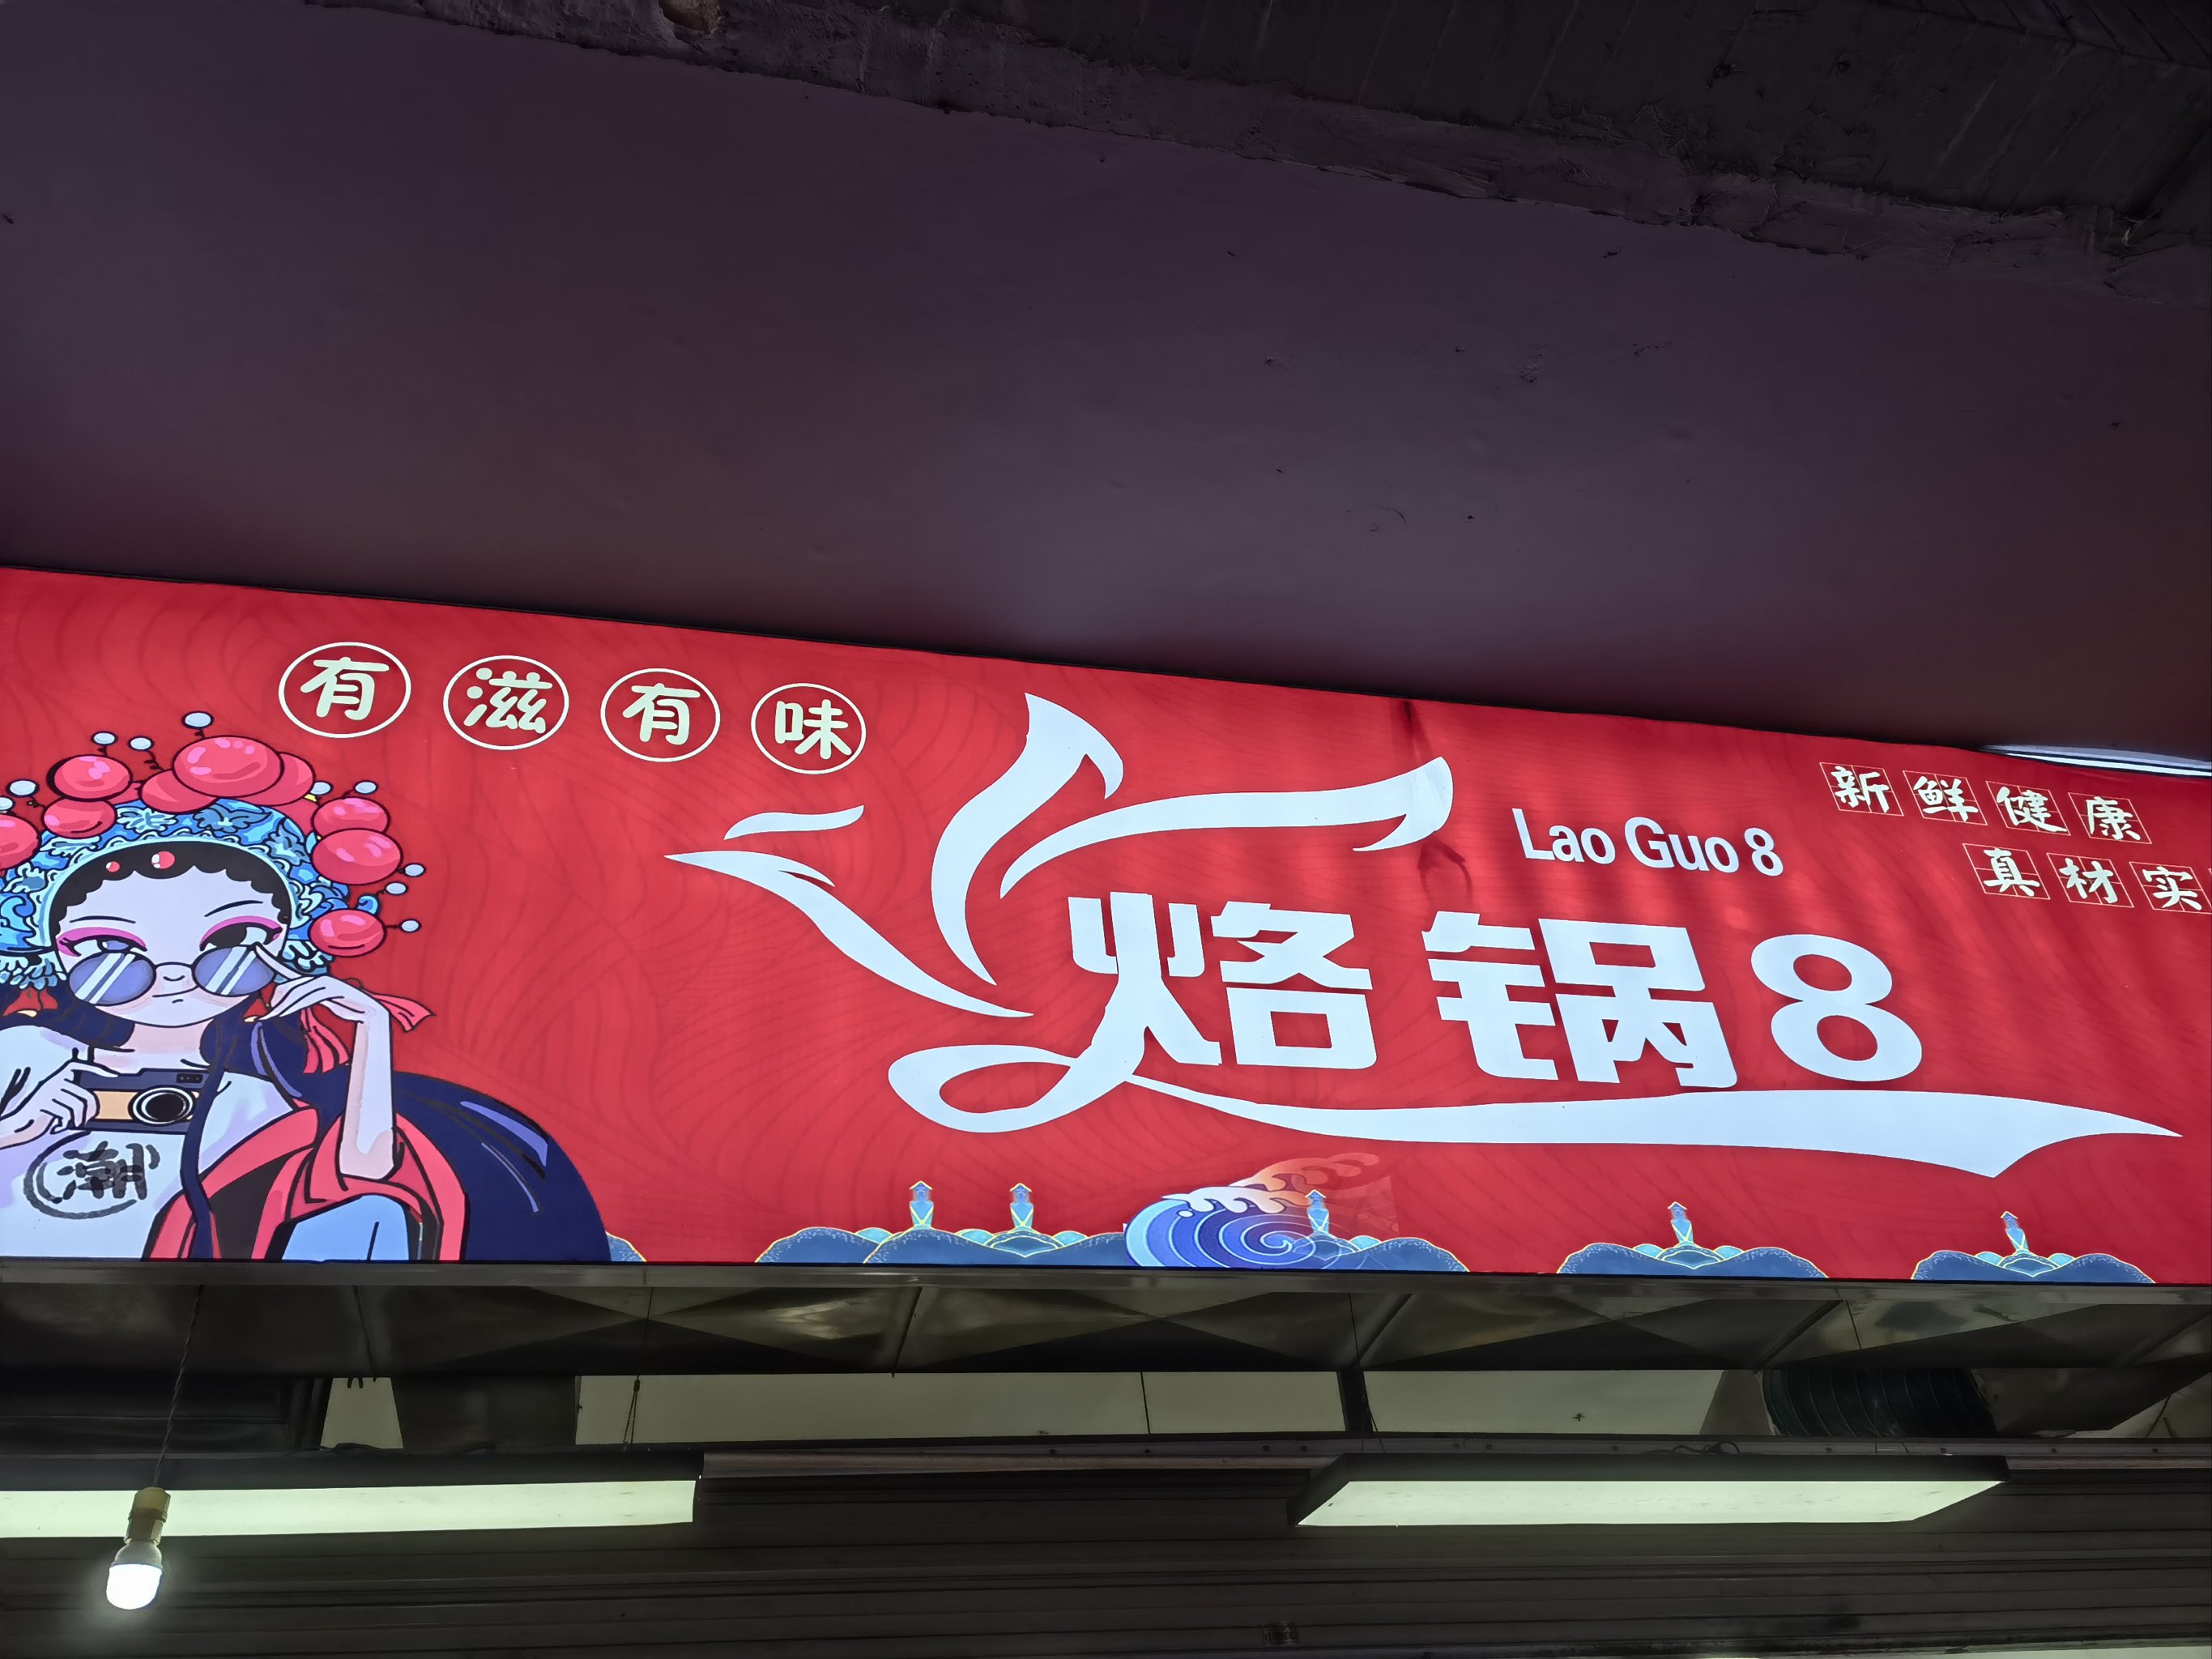 有滋有味
Lao Guo 8
烙锅8
新鲜健康
真材实
潮